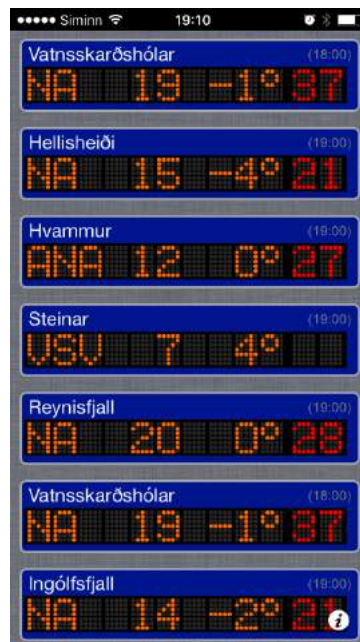 Siminn 19:10
Vatnsskarðshólar (18:00)
NA 19 -1° 37
Hellisheiði (19:00)
NA 15 -4° 21
Hvammur (19:00)
ANA 12 0° 27
Steinar (19:00)
VSV 7 4°
Reynisfjall (19:00)
NA 20 0° 28
Vatnsskarðshólar (18:00)
NA 19 -1° 37
Ingólfsfjall (19:00)
NA 14 -2°